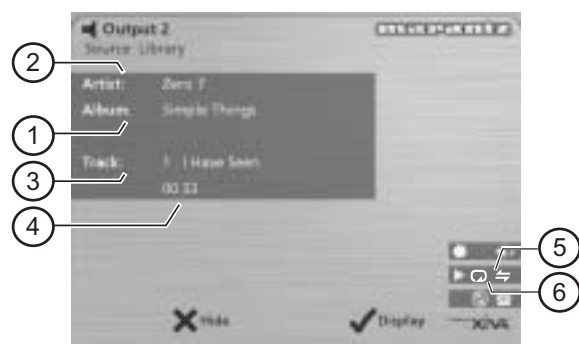 Output 2
Source Library
2
Artist: Zero 7
Album: Simple Things
1
Track: 1 I Have Seen
3
00:33
4
5
6
Hide
Display
XiVA